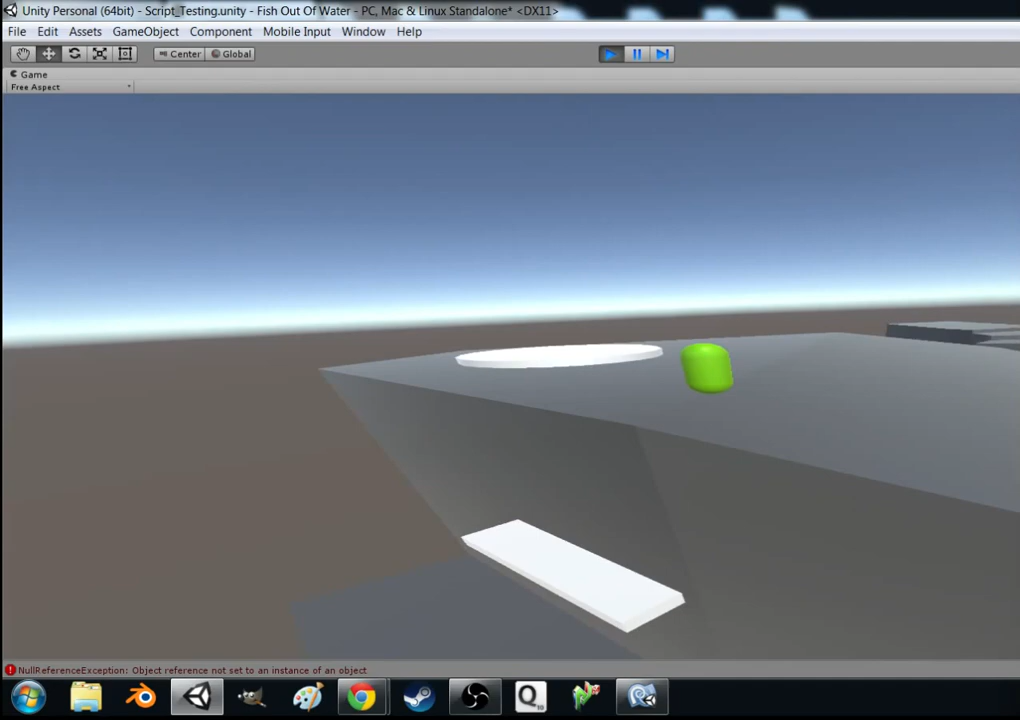 Unity Personal (64bit) - Script_Testing.unity - Fish Out Of Water - PC, Mac & Linux Standalone* <DX11>
File Edit Assets GameObject Component Mobile Input Window Help
Center Global
Game
Free Aspect
NullReferenceException: Object reference not set to an instance of an object
Q